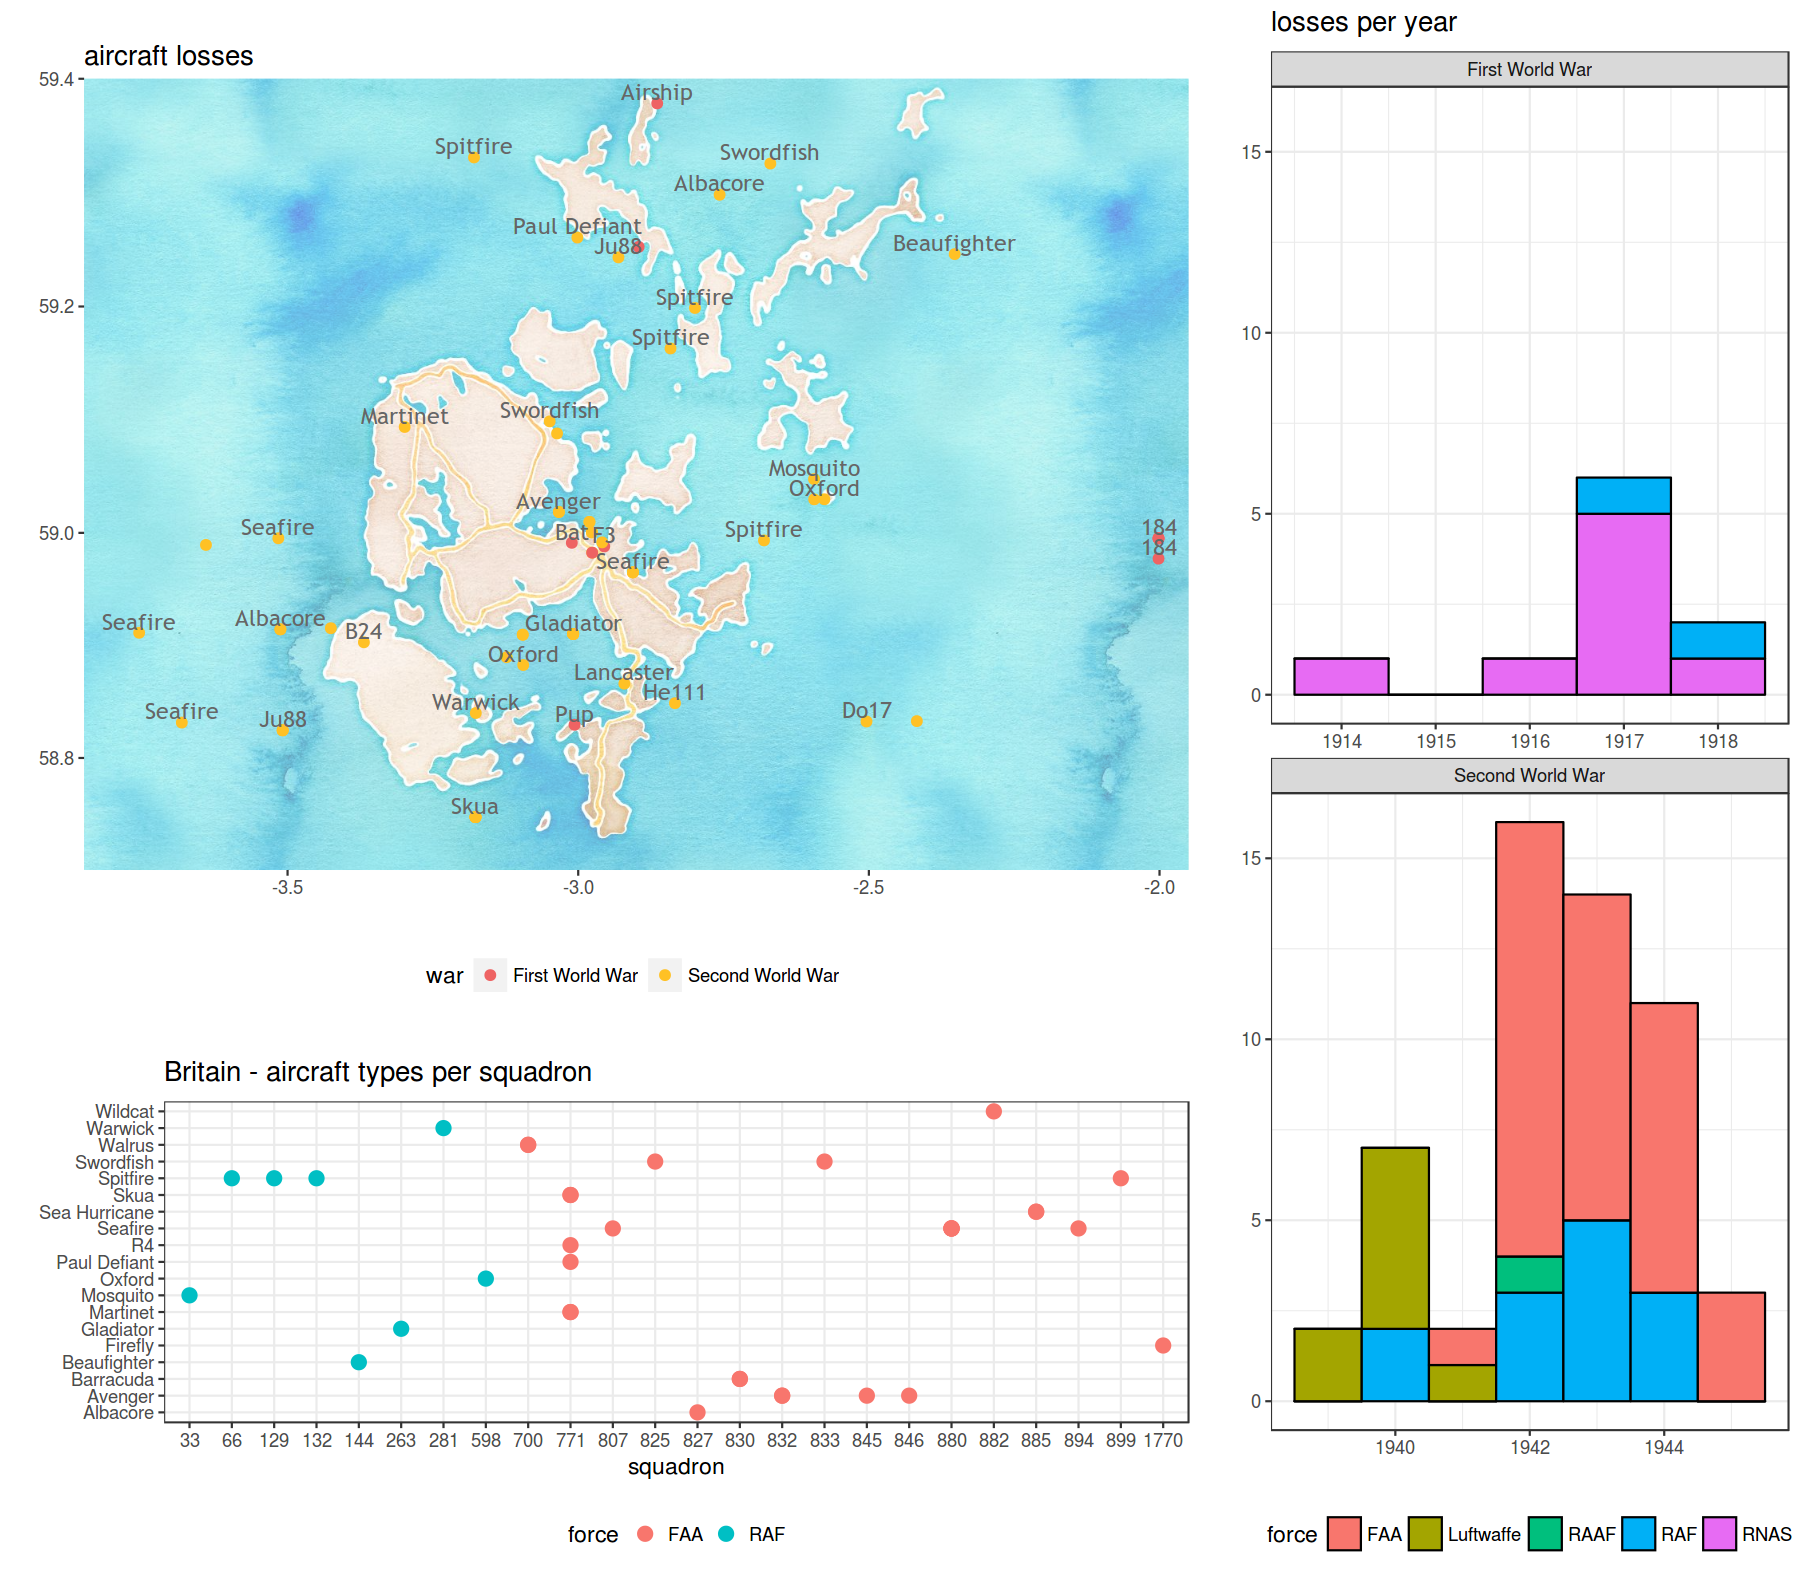 aircraft losses
59.4
59.2
59.0
58.8
Airship
Spitfire
Swordfish
Albacore
Paul Defiant
Ju88
Beaufighter
Spitfire
Spitfire
Martinet
Swordfish
Mosquito
Oxford
Avenger
Seafire
Bat
F3
Spitfire
184
184
Seafire
Seafire
Albacore
B24
Gladiator
Oxford
Lancaster
He111
Warwick
Seafire
Ju88
Pup
Do17
Skua
-3.5
-3.0
-2.5
-2.0
war
First World War
Second World War
losses per year
First World War
15
10
5
0
1914
1915
1916
1917
1918
Second World War
15
10
5
0
1940
1942
1944
force
FAA
Luftwaffe
RAAF
RAF
RNAS
Britain - aircraft types per squadron
Wildcat
Warwick
Walrus
Swordfish
Spitfire
Skua
Sea Hurricane
Seafire
R4
Paul Defiant
Oxford
Mosquito
Martinet
Gladiator
Firefly
Beaufighter
Barracuda
Avenger
Albacore
33 66 129 132 144 263 281 598 700 771 807 825 827 830 832 833 845 846 880 882 885 894 899 1770
squadron
force
FAA
RAF